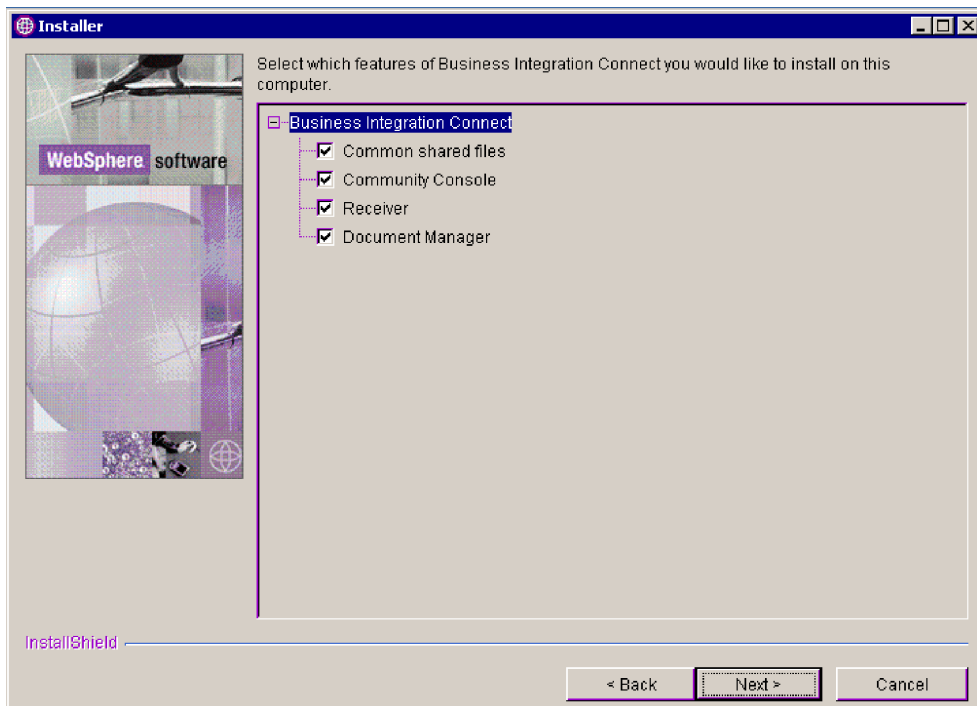 Installer
Select which features of Business Integration Connect you would like to install on this
computer.
Business Integration Connect
Common shared files
Community Console
Receiver
Document Manager
WebSphere software
InstallShield
< Back
Next >
Cancel